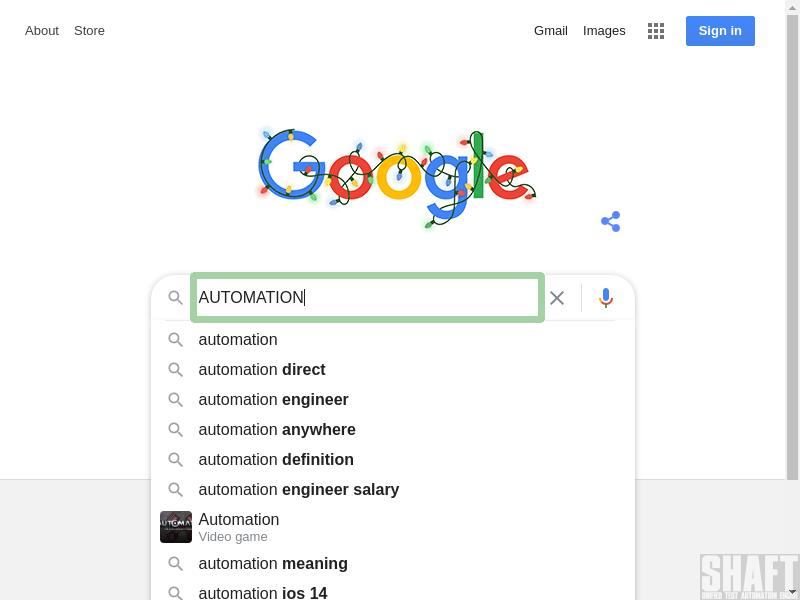 About Store Gmail Images Sign in
Google
AUTOMATION
automation
automation direct
automation engineer
automation anywhere
automation definition
automation engineer salary
Automation
Video game
automation meaning
automation ios 14
SHAFT